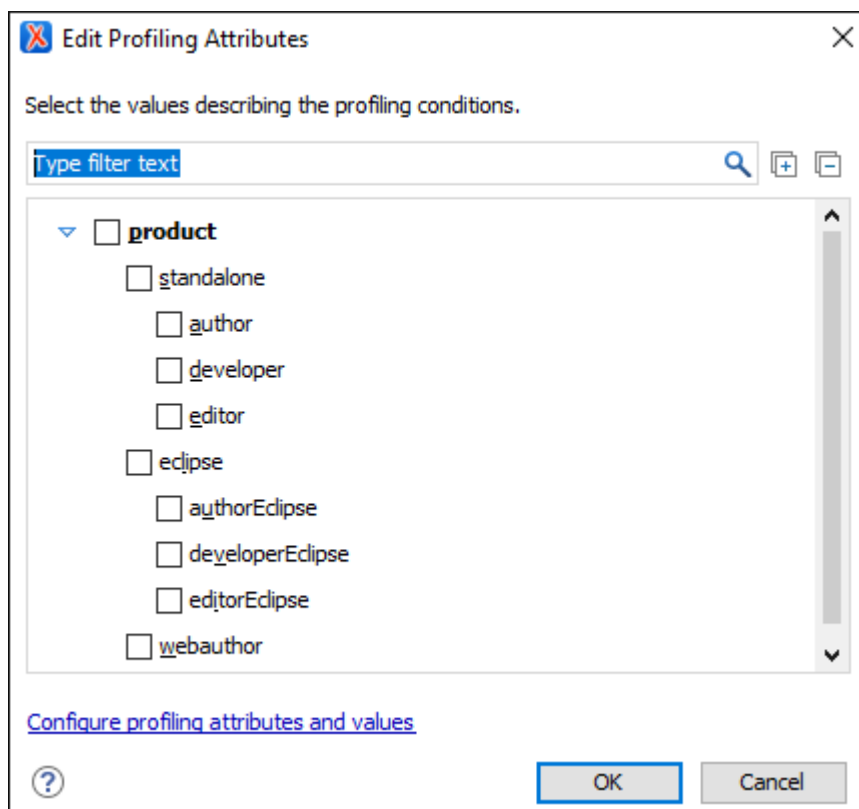 Edit Profiling Attributes
Select the values describing the profiling conditions.
Type filter text
product
standalone
author
developer
editor
eclipse
authorEclipse
developerEclipse
editorEclipse
webauthor
Configure profiling attributes and values
OK Cancel